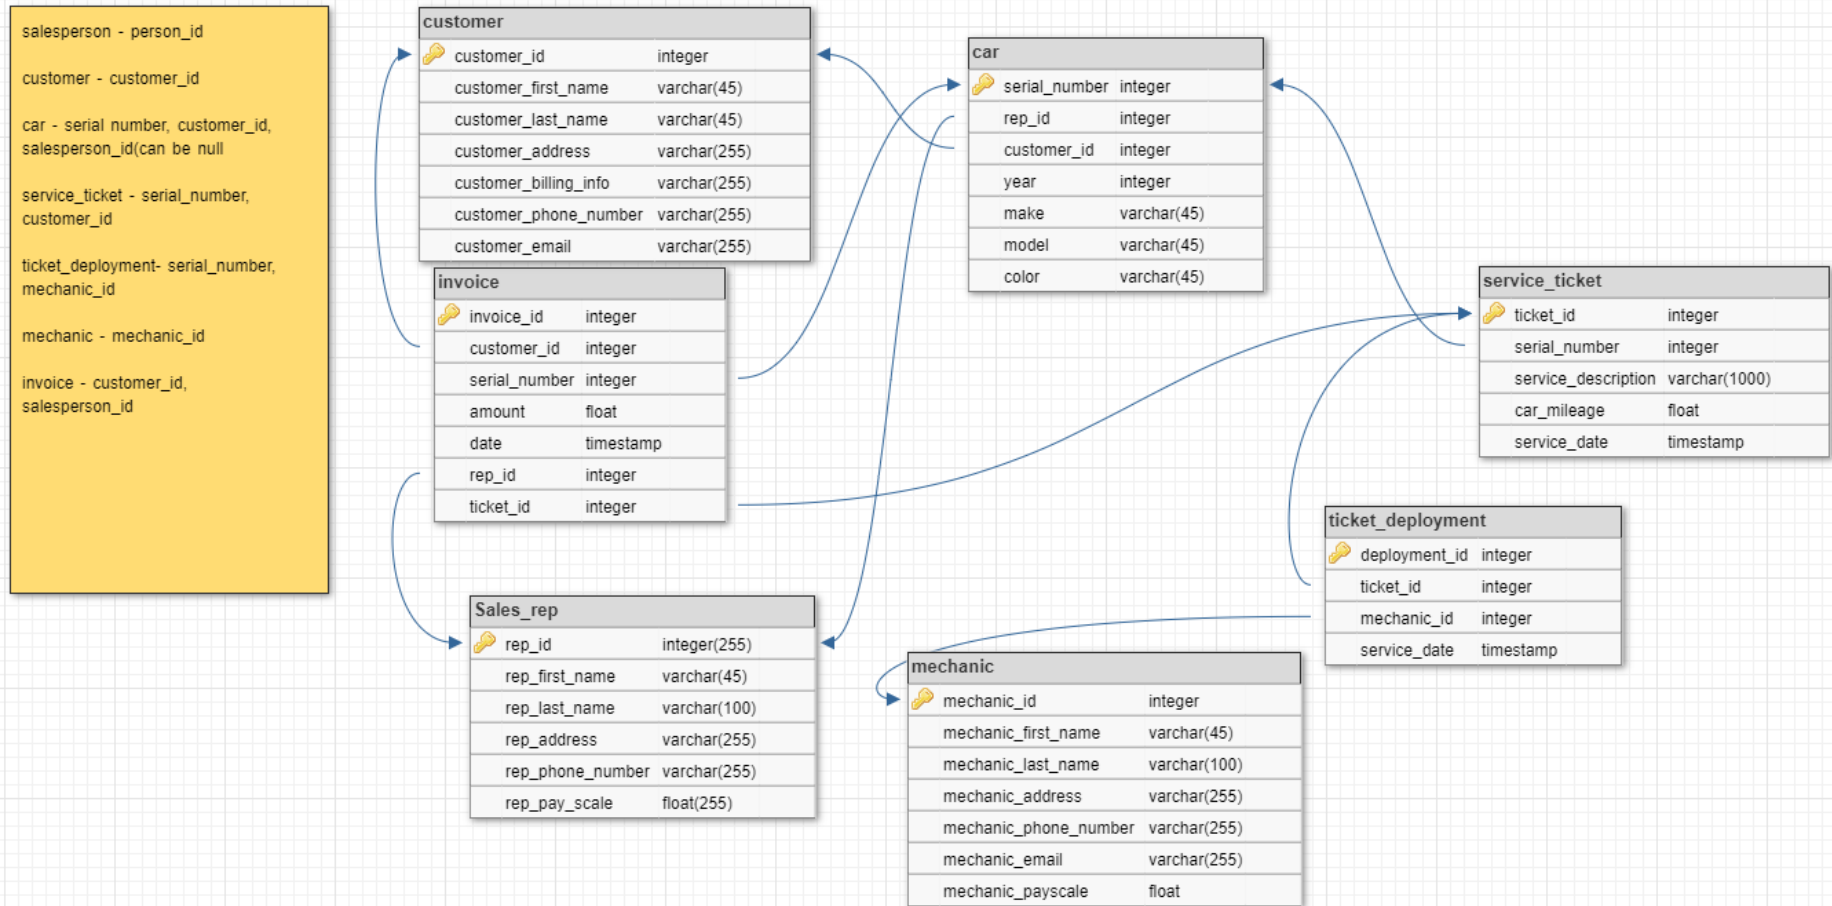 salesperson - person_id
customer - customer_id
car - serial number, customer_id,
salesperson_id(can be null
service_ticket - serial_number,
customer_id
ticket_deployment- serial_number,
mechanic_id
mechanic - mechanic_id
invoice - customer_id,
salesperson_id
customer
customer_id integer
customer_first_name varchar(45)
customer_last_name varchar(45)
customer_address varchar(255)
customer_billing_info varchar(255)
customer_phone_number varchar(255)
customer_email varchar(255)
invoice
invoice_id integer
customer_id integer
serial_number integer
amount float
date timestamp
rep_id integer
ticket_id integer
Sales_rep
rep_id integer(255)
rep_first_name varchar(45)
rep_last_name varchar(100)
rep_address varchar(255)
rep_phone_number varchar(255)
rep_pay_scale float(255)
car
serial_number integer
rep_id integer
customer_id integer
year integer
make varchar(45)
model varchar(45)
color varchar(45)
service_ticket
ticket_id integer
serial_number integer
service_description varchar(1000)
car_mileage float
service_date timestamp
ticket_deployment
deployment_id integer
ticket_id integer
mechanic_id integer
service_date timestamp
mechanic
mechanic_id integer
mechanic_first_name varchar(45)
mechanic_last_name varchar(100)
mechanic_address varchar(255)
mechanic_phone_number varchar(255)
mechanic_email varchar(255)
mechanic_payscale float